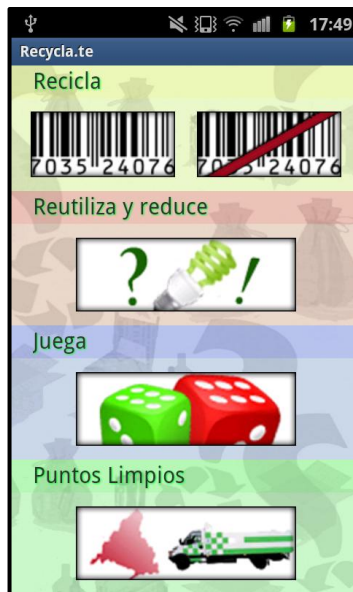 17:49
Recycla.te
Recicla
7035 24076
7035 24076
Reutiliza y reduce
? !
Juega
Puntos Limpios